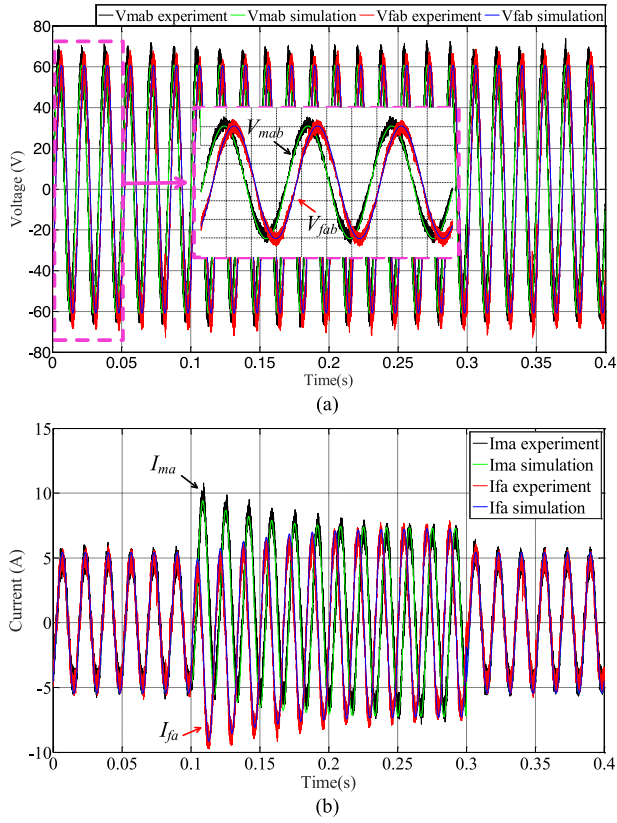 Vmab experiment Vmab simulation Vfab experiment Vfab simulation
80
60
40
20
0
-20
-40
-60
-80
Voltage (V)
Vmab
Vfab
0 0.05 0.1 0.15 0.2 0.25 0.3 0.35 0.4
Time(s)
(a)
15
10
5
0
-5
-10
Current (A)
Ima
Ifa
Ima experiment
Ima simulation
Ifa experiment
Ifa simulation
0 0.05 0.1 0.15 0.2 0.25 0.3 0.35 0.4
Time(s)
(b)